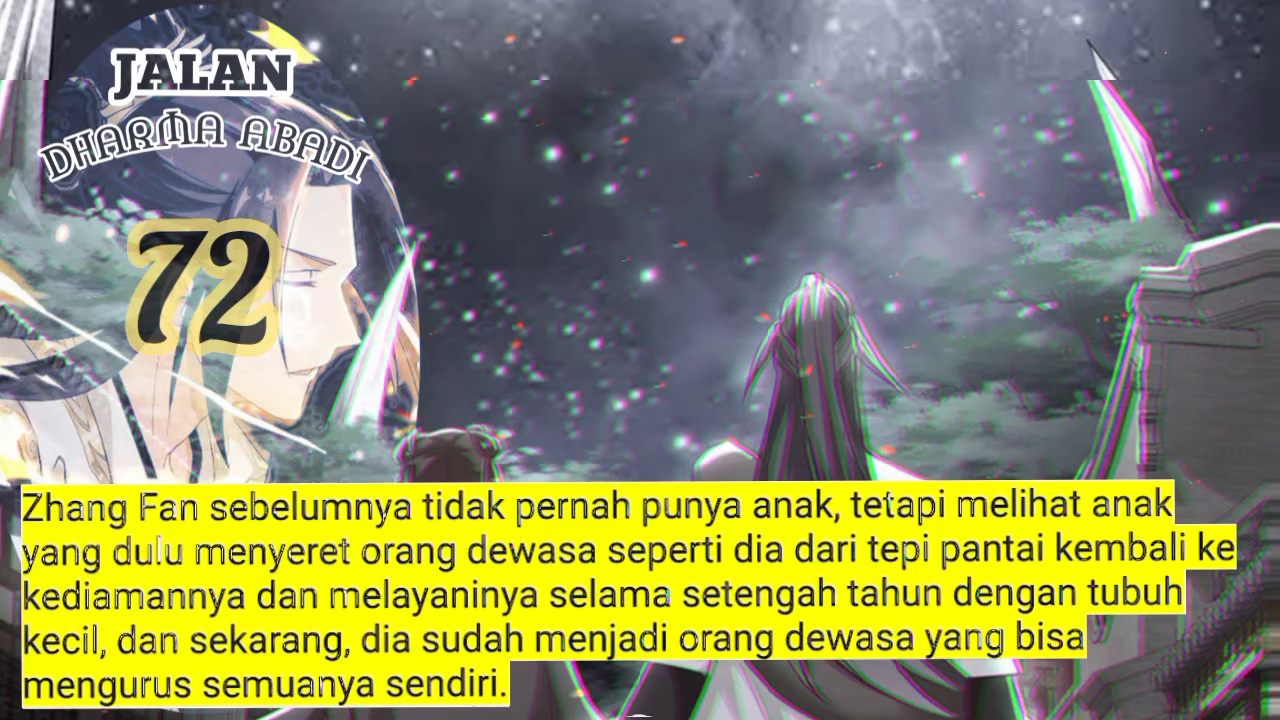 JALAN
DHARMA ABADI
72
Zhang Fan sebelumnya tidak pernah punya anak, tetapi melihat anak
yang dulu menyeret orang dewasa seperti dia dari tepi pantai kembali ke
kediamannya dan melayaninya selama setengah tahun dengan tubuh
kecil, dan sekarang, dia sudah menjadi orang dewasa yang bisa
mengurus semuanya sendiri.